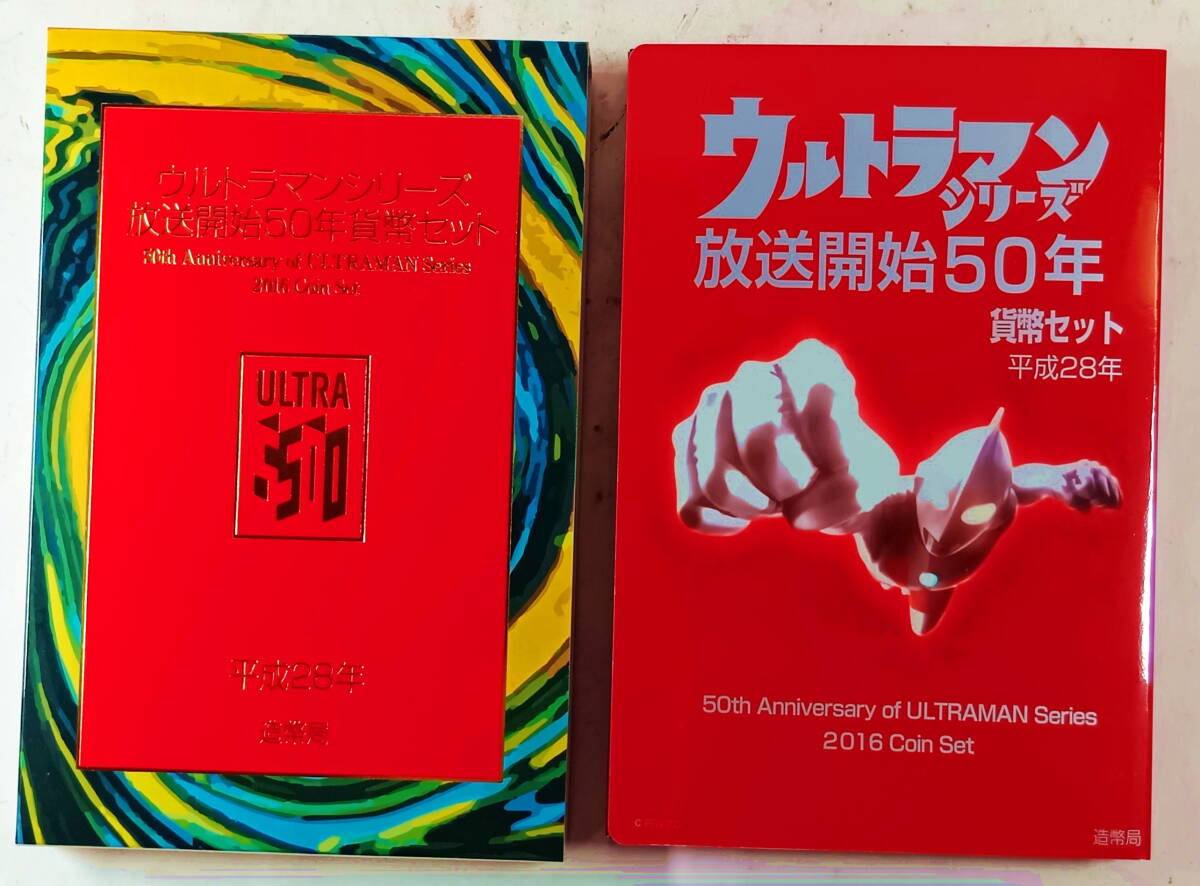 ウルトラマンシリーズ
放送開始50年貨幣セット
50th Anniversary of ULTRAMAN Series
2016 Coin Set
ULTRA
50
平成28年
造幣局
ウルトラマン
シリーズ
放送開始50年
貨幣セット
平成28年
50th Anniversary of ULTRAMAN Series
2016 Coin Set
造幣局